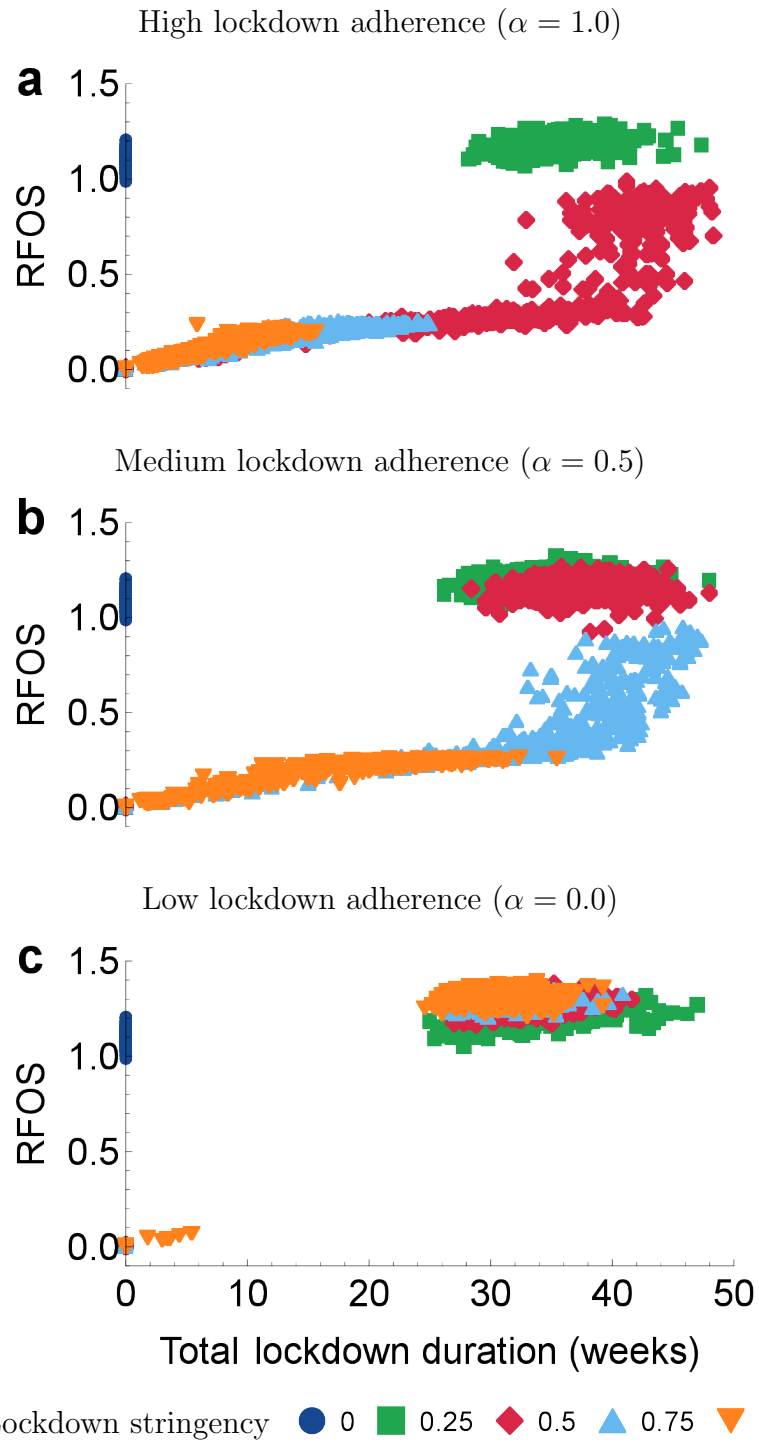 High lockdown adherence (α = 1.0)
a
1.5
1.0
0.5
0.0
RFOS
Medium lockdown adherence (α = 0.5)
b
1.5
1.0
0.5
0.0
RFOS
Low lockdown adherence (α = 0.0)
c
1.5
1.0
0.5
0.0
RFOS
0 10 20 30 40 50
Total lockdown duration (weeks)
ockdown stringency 0 0.25 0.5 0.75